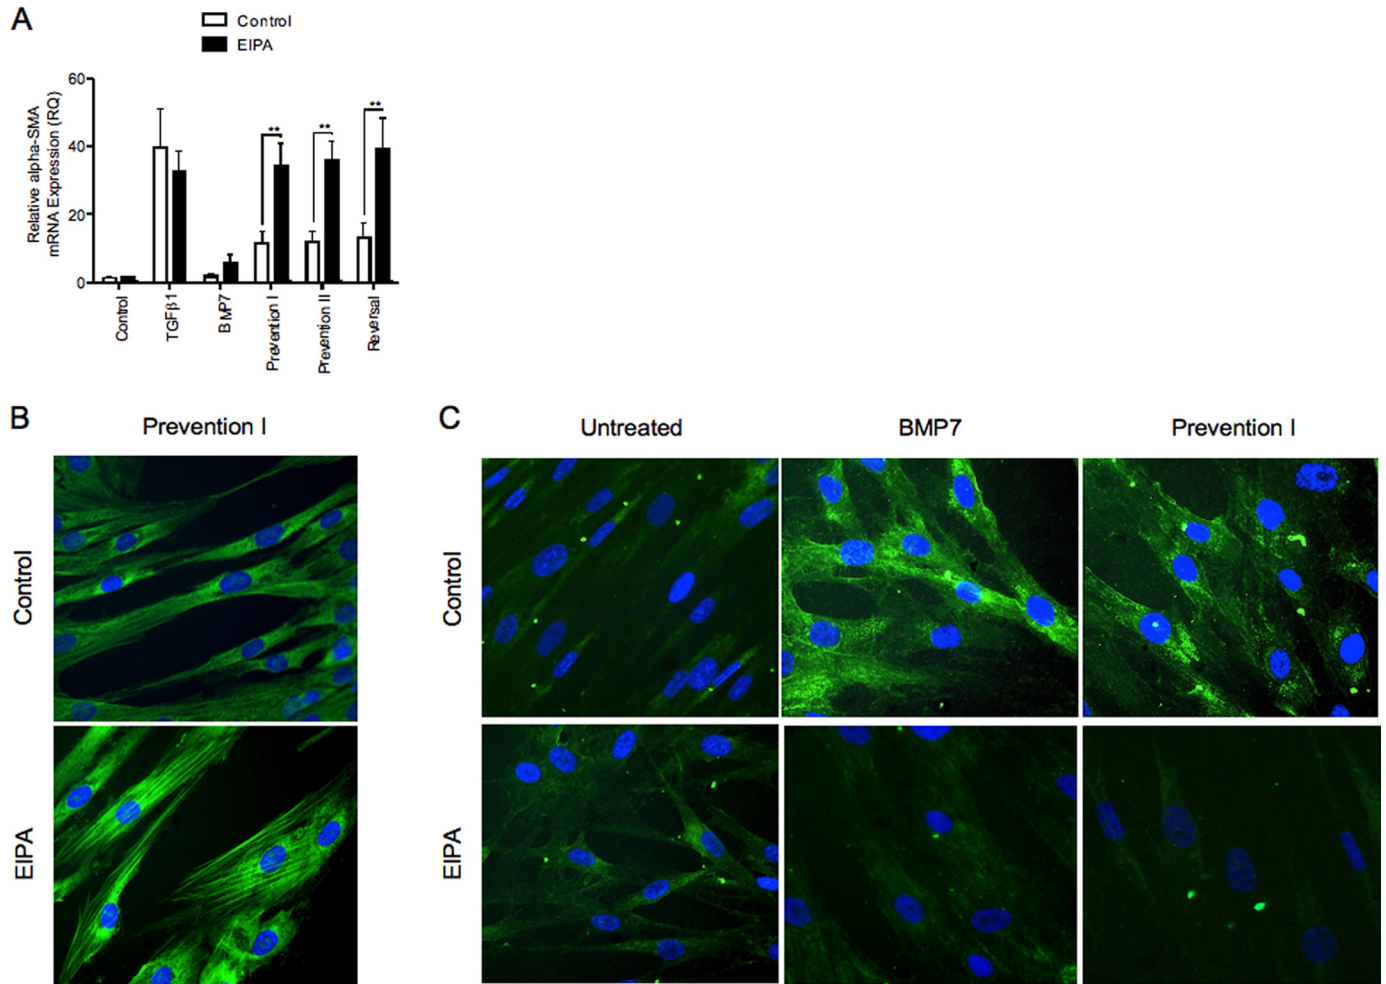 A
Control
EIPA
Relative alpha-SMA
mRNA Expression (RQ)
60
40
20
0
**
**
**
Control
TGFβ1
BMP7
Prevention I
Prevention II
Reversal
B
Prevention I
Control
EIPA
C
Untreated
BMP7
Prevention I
Control
EIPA